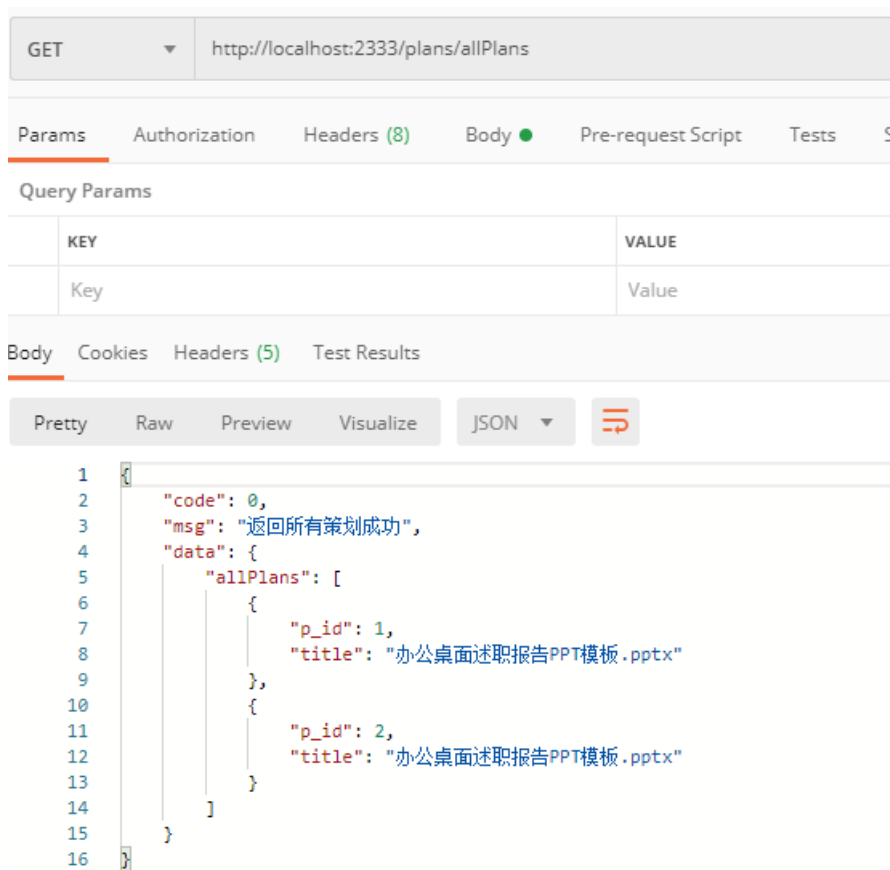 GET http://localhost:2333/plans/allPlans
Params Authorization Headers (8) Body Pre-request Script Tests S
Query Params
KEY VALUE
Key Value
Body Cookies Headers (5) Test Results
Pretty Raw Preview Visualize JSON
1 {
2 "code": 0,
3 "msg": "返回所有策划成功",
4 "data": {
5 "allPlans": [
6 {
7 "p_id": 1,
8 "title": "办公桌面述职报告PPT模板.pptx"
9 },
10 {
11 "p_id": 2,
12 "title": "办公桌面述职报告PPT模板.pptx"
13 }
14 ]
15 }
16 }